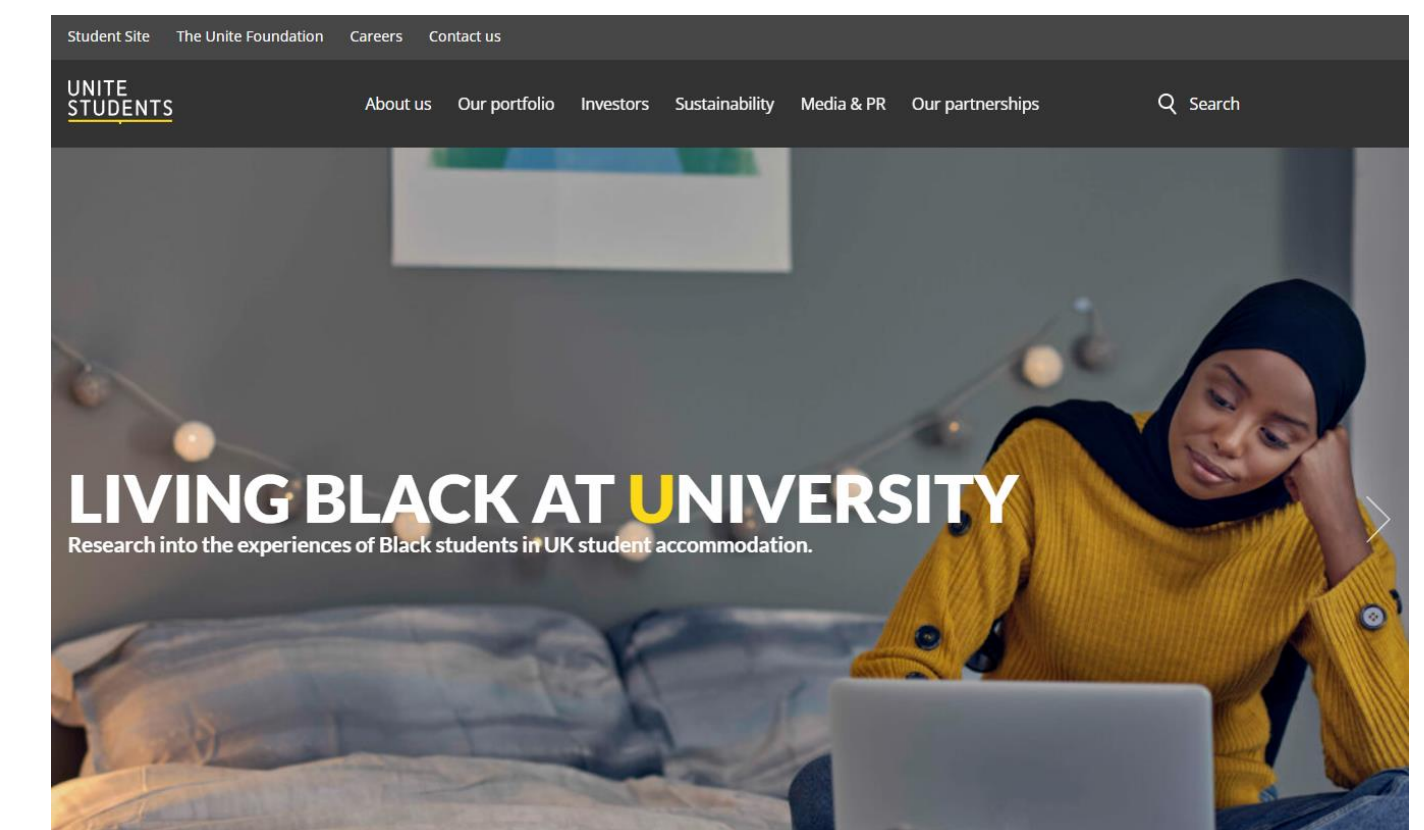 Student Site The Unite Foundation Careers Contact us
UNITE
STUDENTS
About us Our portfolio Investors Sustainability Media & PR Our partnerships Search
LIVING BLACK AT UNIVERSITY
Research into the experiences of Black students in UK student accommodation.